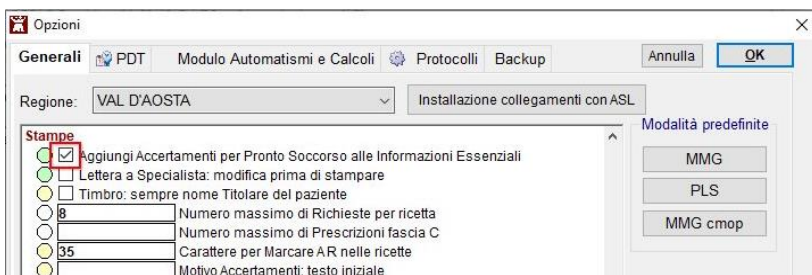 Opzioni
Generali PDT Modulo Automatismi e Calcoli Protocolli Backup Annulla OK
Regione: VAL D'AOSTA Installazione collegamenti con ASL
Modalità predefinite
Stampe
Aggiungi Accertamenti per Pronto Soccorso alle Informazioni Essenziali
Lettera a Specialista: modifica prima di stampare
Timbro: sempre nome Titolare del paziente
8 Numero massimo di Richieste per ricetta
Numero massimo di Prescrizioni fascia C
35 Carattere per Marcare A R nelle ricette
Motivo Accertamenti: testo iniziale
MMG
PLS
MMG cmop